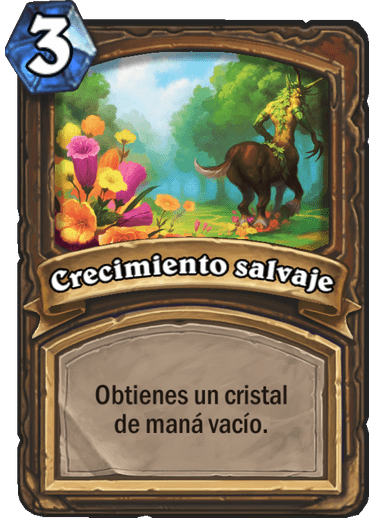 3
Crecimiento salvaje
Obtienes un cristal
de maná vacío.